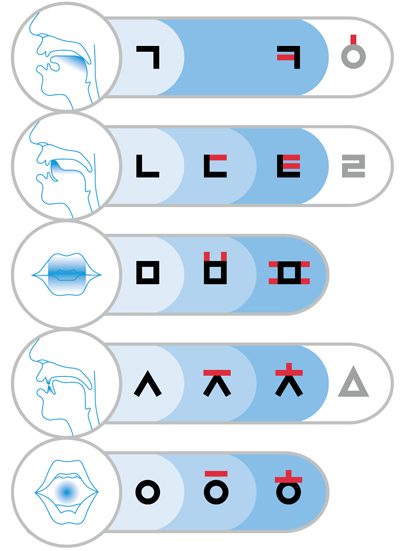 ㄱ ㅋ ㆁ
ㄴ ㄷ ㅌ ㄹ
ㅁ ㅂ ㅍ
ㅅ ㅈ ㅊ ㅿ
ㅇ ㆆ ㅎ